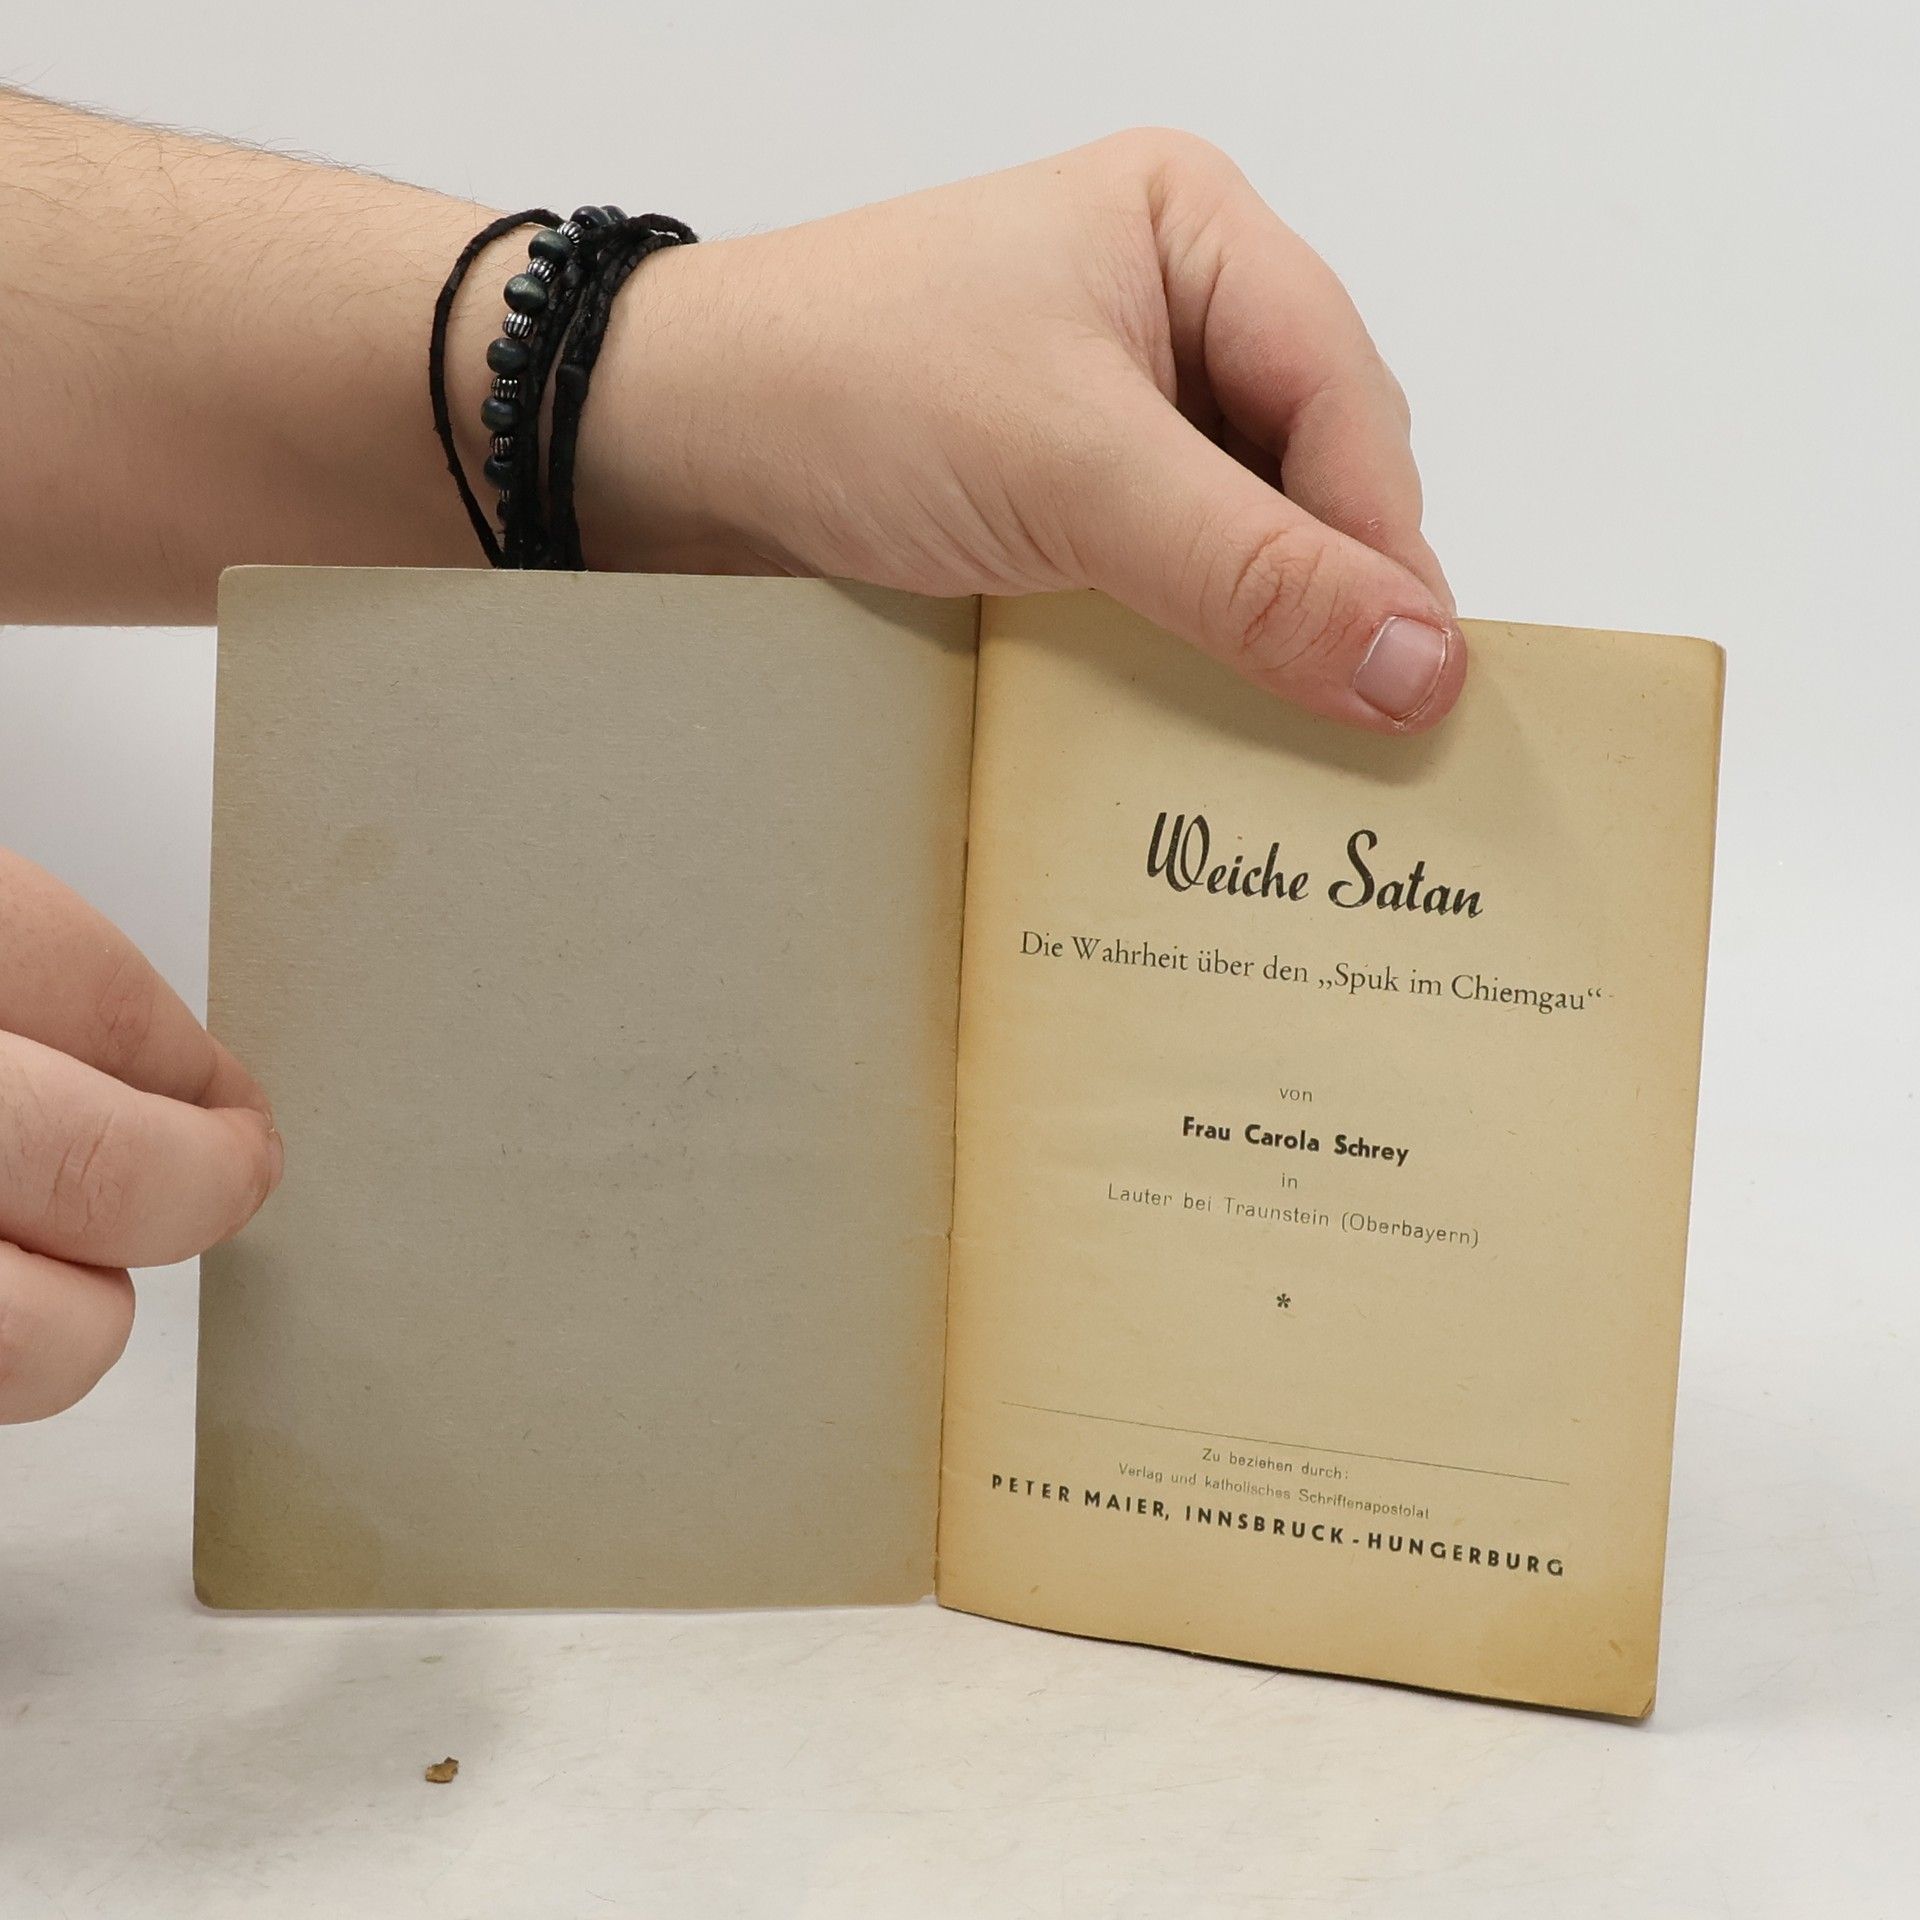 Weiche Satan
Die Wahrheit über den „Spuk im Chiemgau“
von
Frau Carola Schrey
in
Lauter bei Traunstein (Oberbayern)
*
Zu beziehen durch:
Verlag und katholisches Schriftenapostolat
PETER MAIER, INNSBRUCK-HUNGERBURG